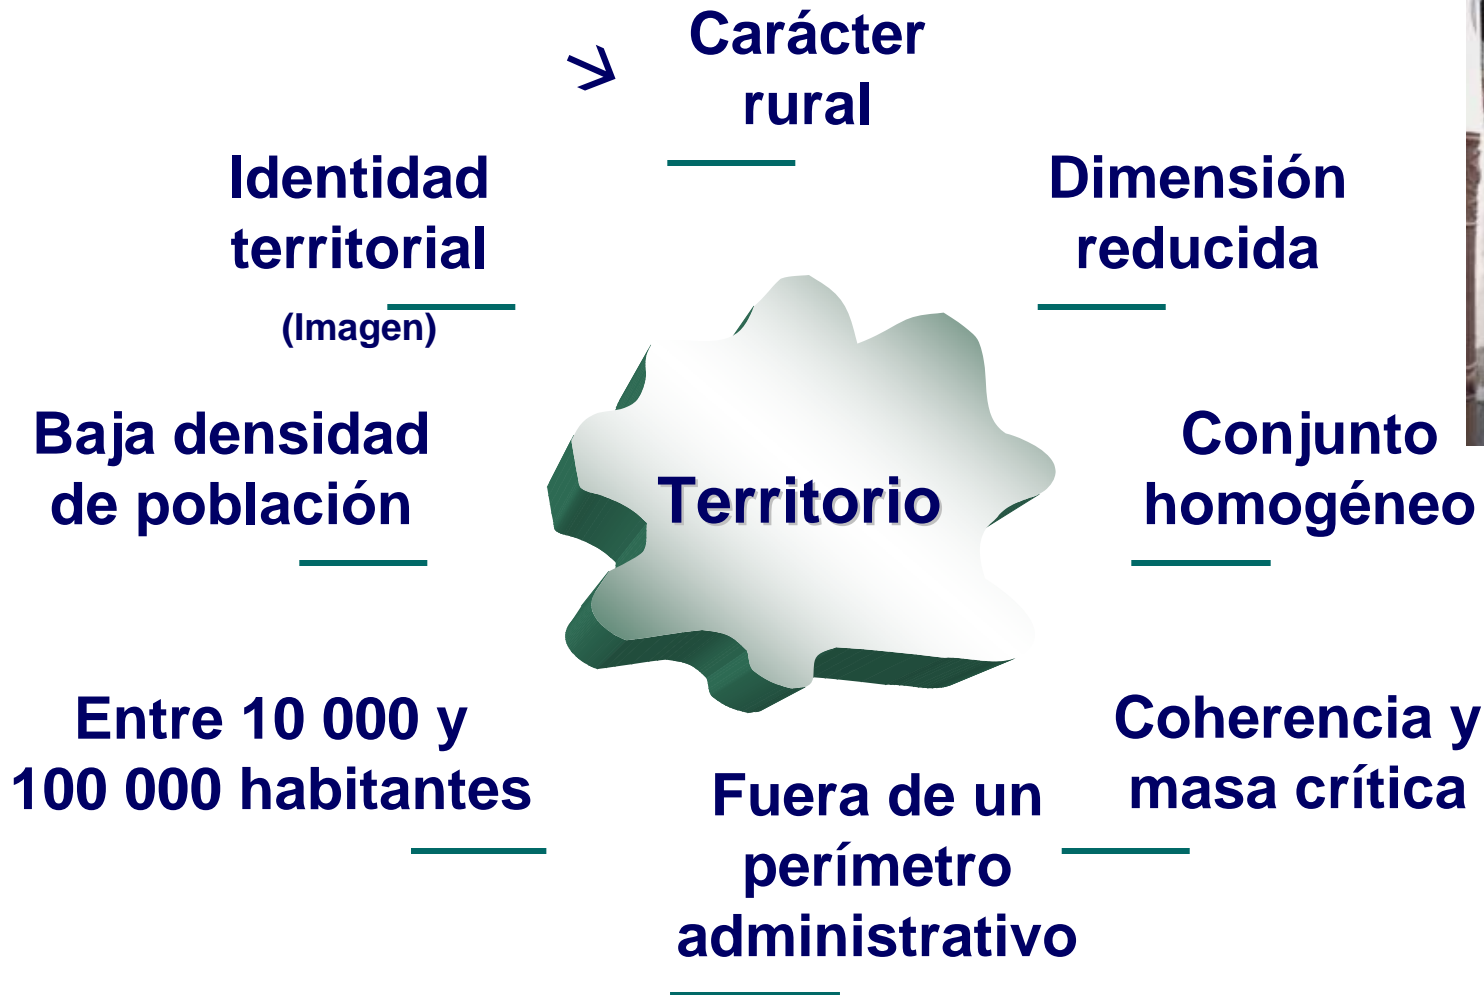 Carácter
rural
Dimensión
reducida
Conjunto
homogéneo
Coherencia y
masa crítica
Fuera de un
perímetro
administrativo
Entre 10 000 y
100 000 habitantes
Baja densidad
de población
Identidad
territorial
(Imagen)
Territorio